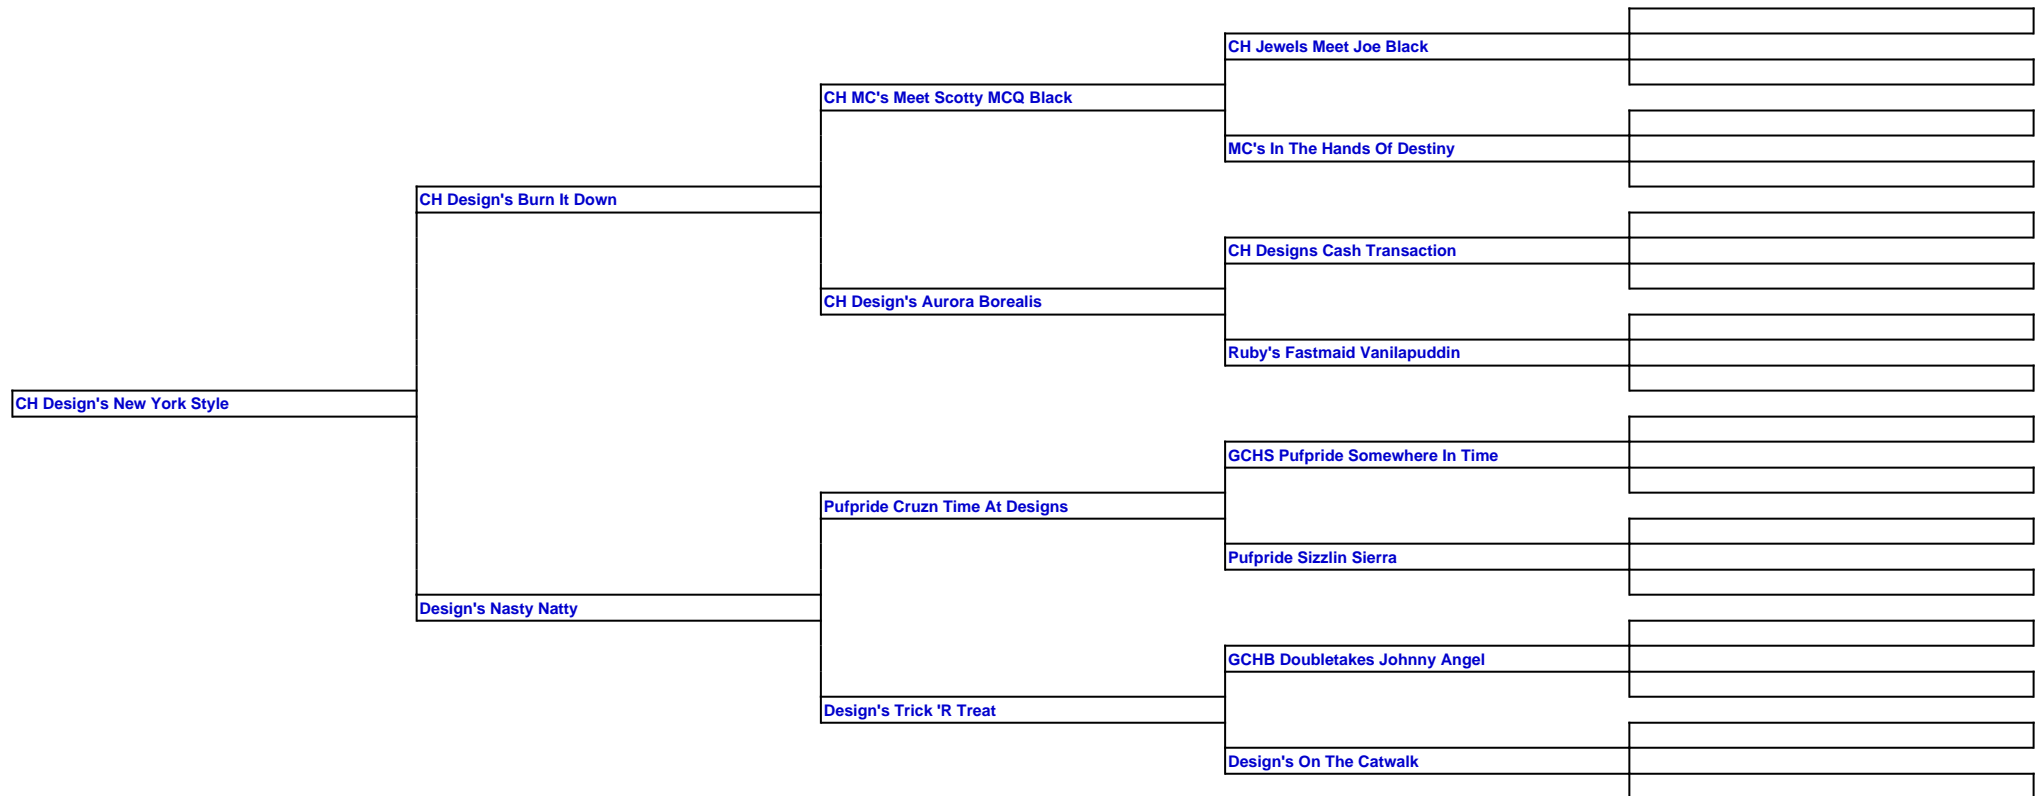 CH Jewels Meet Joe Black
CH MC's Meet Scotty MCQ Black
MC's In The Hands Of Destiny
CH Design's Burn It Down
CH Designs Cash Transaction
CH Design's Aurora Borealis
Ruby's Fastmaid Vanilapuddin
CH Design's New York Style
GCHS Pufpride Somewhere In Time
Pufpride Cruzn Time At Designs
Pufpride Sizzlin Sierra
Design's Nasty Natty
GCHB Doubletakes Johnny Angel
Design's Trick 'R Treat
Design's On The Catwalk